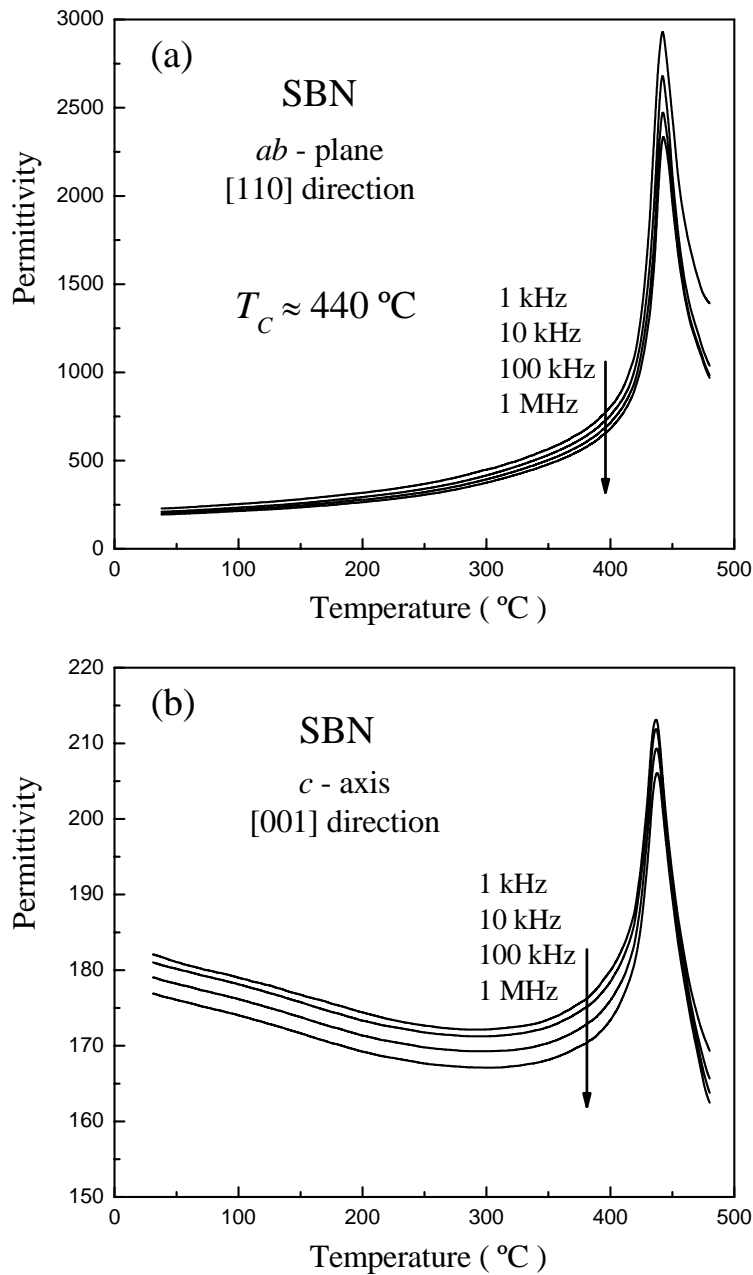 (a)
SBN
ab - plane
[110] direction
T_C ≈ 440 ºC
1 kHz
10 kHz
100 kHz
1 MHz
Permittivity
3000
2500
2000
1500
1000
500
0
0 100 200 300 400 500
Temperature ( ºC )
(b)
SBN
c - axis
[001] direction
1 kHz
10 kHz
100 kHz
1 MHz
Permittivity
220
210
200
190
180
170
160
150
0 100 200 300 400 500
Temperature ( ºC )